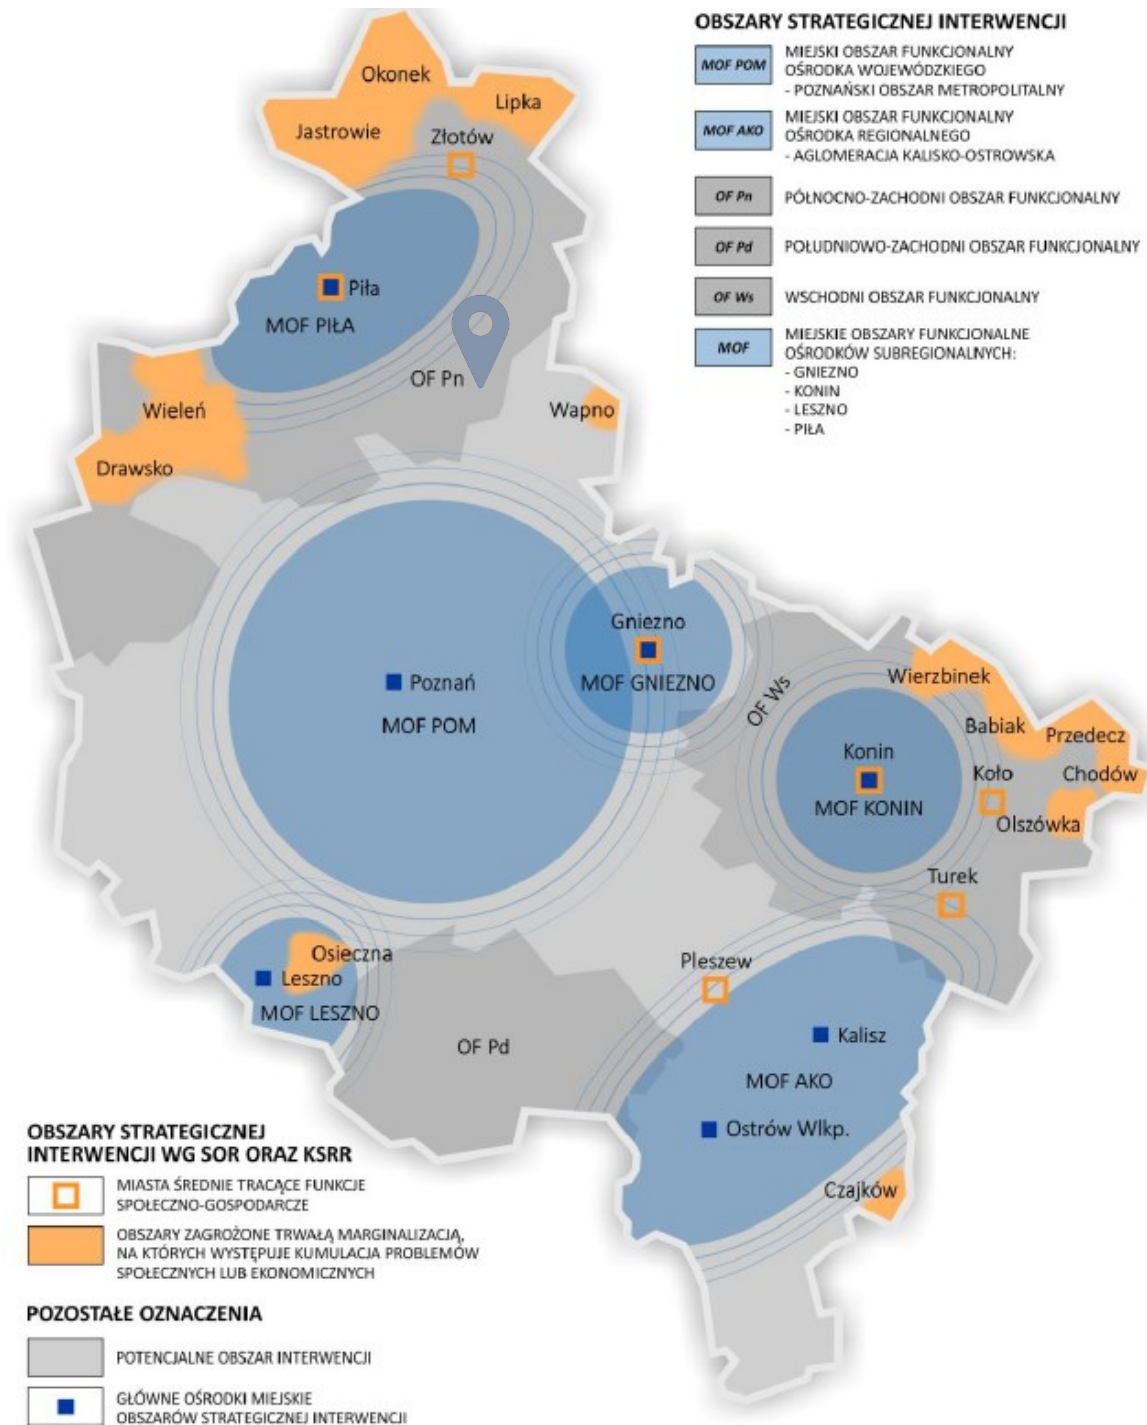 OBSZARY STRATEGICZNEJ INTERWENCJI
MOF POM
MIEJSKI OBSZAR FUNKCJONALNY
OŚRODKA WOJEWÓDZKIEGO
- POZNAŃSKI OBSZAR METROPOLITALNY
MOF AKO
MIEJSKI OBSZAR FUNKCJONALNY
OŚRODKA REGIONALNEGO
- AGLOMERACJA KALISKO-OSTROWSKA
OF Pn
PÓŁNOCNO-ZACHODNI OBSZAR FUNKCJONALNY
OF Pd
POŁUDNIOWO-ZACHODNI OBSZAR FUNKCJONALNY
OF Ws
WSCHODNI OBSZAR FUNKCJONALNY
MOF
MIEJSKIE OBSZARY FUNKCJONALNE
OŚRODKÓW SUBREGIONALNYCH:
- GNIEZNO
- KONIN
- LESZNO
- PIŁA
Okonek
Lipka
Jastrowie
Złotów
Piła
MOF PIŁA
OF Pn
Wieleń
Wapno
Drawsko
Gniezno
MOF GNIEZNO
Poznań
MOF POM
OF Ws
Wierzbinek
Babiak
Przedecz
Konin
Koło
Chodów
MOF KONIN
Olszówka
Turek
Osieczna
Leszno
MOF LESZNO
Pleszew
OF Pd
Kalisz
MOF AKO
Ostrów Wlkp.
Czajków
OBSZARY STRATEGICZNEJ
INTERWENCJI WG SOR ORAZ KSRR
MIASTA ŚREDNIE TRACĄCE FUNKCJE
SPOŁECZNO-GOSPODARCZE
OBSZARY ZAGROŻONE TRWAŁĄ MARGINALIZACJĄ,
NA KTÓRYCH WYSTĘPUJE KUMULACJA PROBLEMÓW
SPOŁECZNYCH LUB EKONOMICZNYCH
POZOSTAŁE OZNACZENIA
POTENCJALNE OBSZAR INTERWENCJI
GŁÓWNE OŚRODKI MIEJSKIE
OBSZARÓW STRATEGICZNEJ INTERWENCJI